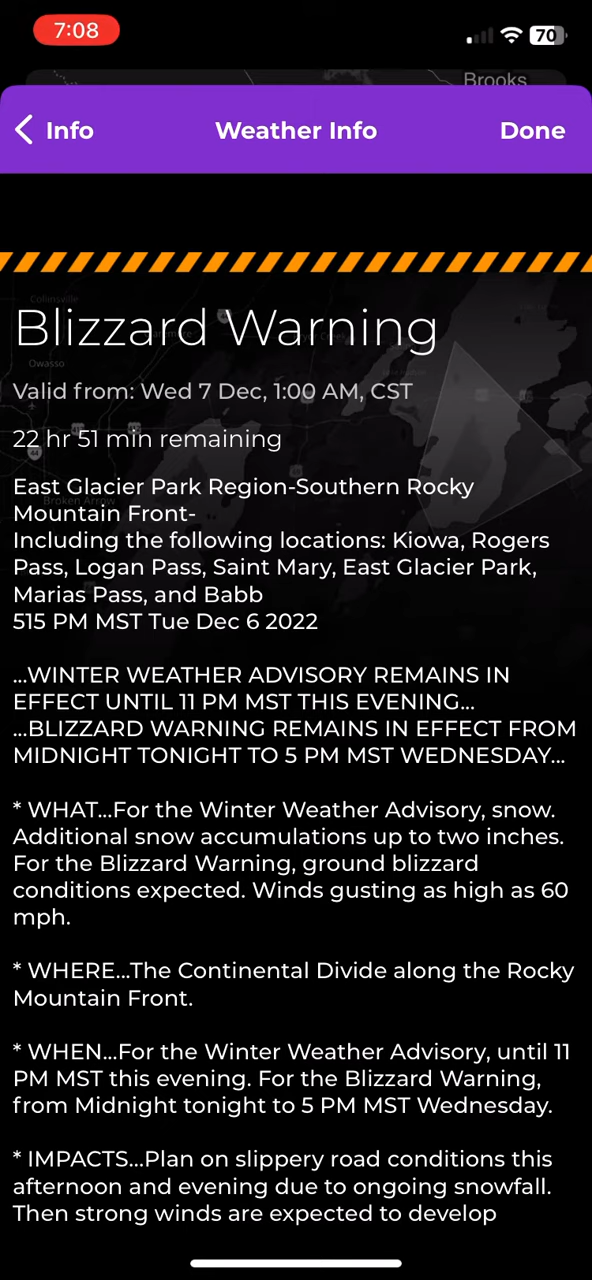 7:08
70
Brooks
Info
Weather Info
Done
Collinsville
Blizzard Warning
Owasso
Valid from: Wed 7 Dec, 1:00 AM, CST
22 hr 51 min remaining
44
East Glacier Park Region-Southern Rocky
Broken Arrow
Mountain Front-
Including the following locations: Kiowa, Rogers
Pass, Logan Pass, Saint Mary, East Glacier Park,
Marias Pass, and Babb
515 PM MST Tue Dec 6 2022
...WINTER WEATHER ADVISORY REMAINS IN
EFFECT UNTIL 11 PM MST THIS EVENING...
...BLIZZARD WARNING REMAINS IN EFFECT FROM
MIDNIGHT TONIGHT TO 5 PM MST WEDNESDAY...
* WHAT...For the Winter Weather Advisory, snow.
Additional snow accumulations up to two inches.
For the Blizzard Warning, ground blizzard
conditions expected. Winds gusting as high as 60
mph.
* WHERE...The Continental Divide along the Rocky
Mountain Front.
* WHEN...For the Winter Weather Advisory, until 11
PM MST this evening. For the Blizzard Warning,
from Midnight tonight to 5 PM MST Wednesday.
* IMPACTS...Plan on slippery road conditions this
afternoon and evening due to ongoing snowfall.
Then strong winds are expected to develop